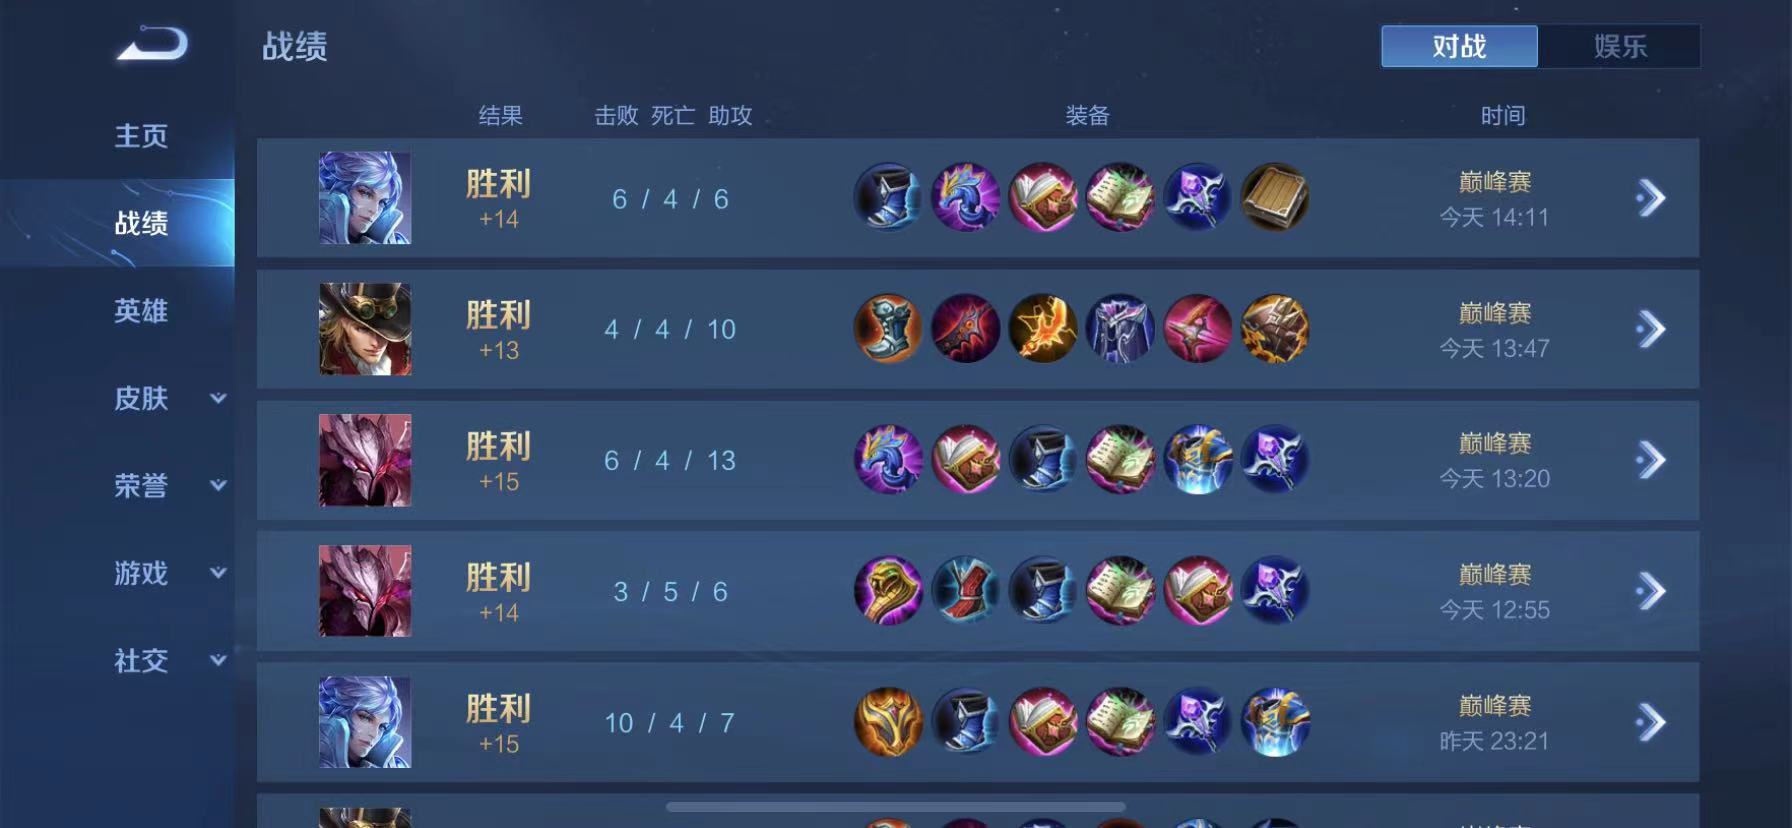 战绩
对战
娱乐
主页
战绩
英雄
皮肤
荣誉
游戏
社交
结果
击败 死亡 助攻
装备
时间
胜利
+14
6 / 4 / 6
巅峰赛
今天 14:11
胜利
+13
4 / 4 / 10
巅峰赛
今天 13:47
胜利
+15
6 / 4 / 13
巅峰赛
今天 13:20
胜利
+14
3 / 5 / 6
巅峰赛
今天 12:55
胜利
+15
10 / 4 / 7
巅峰赛
昨天 23:21